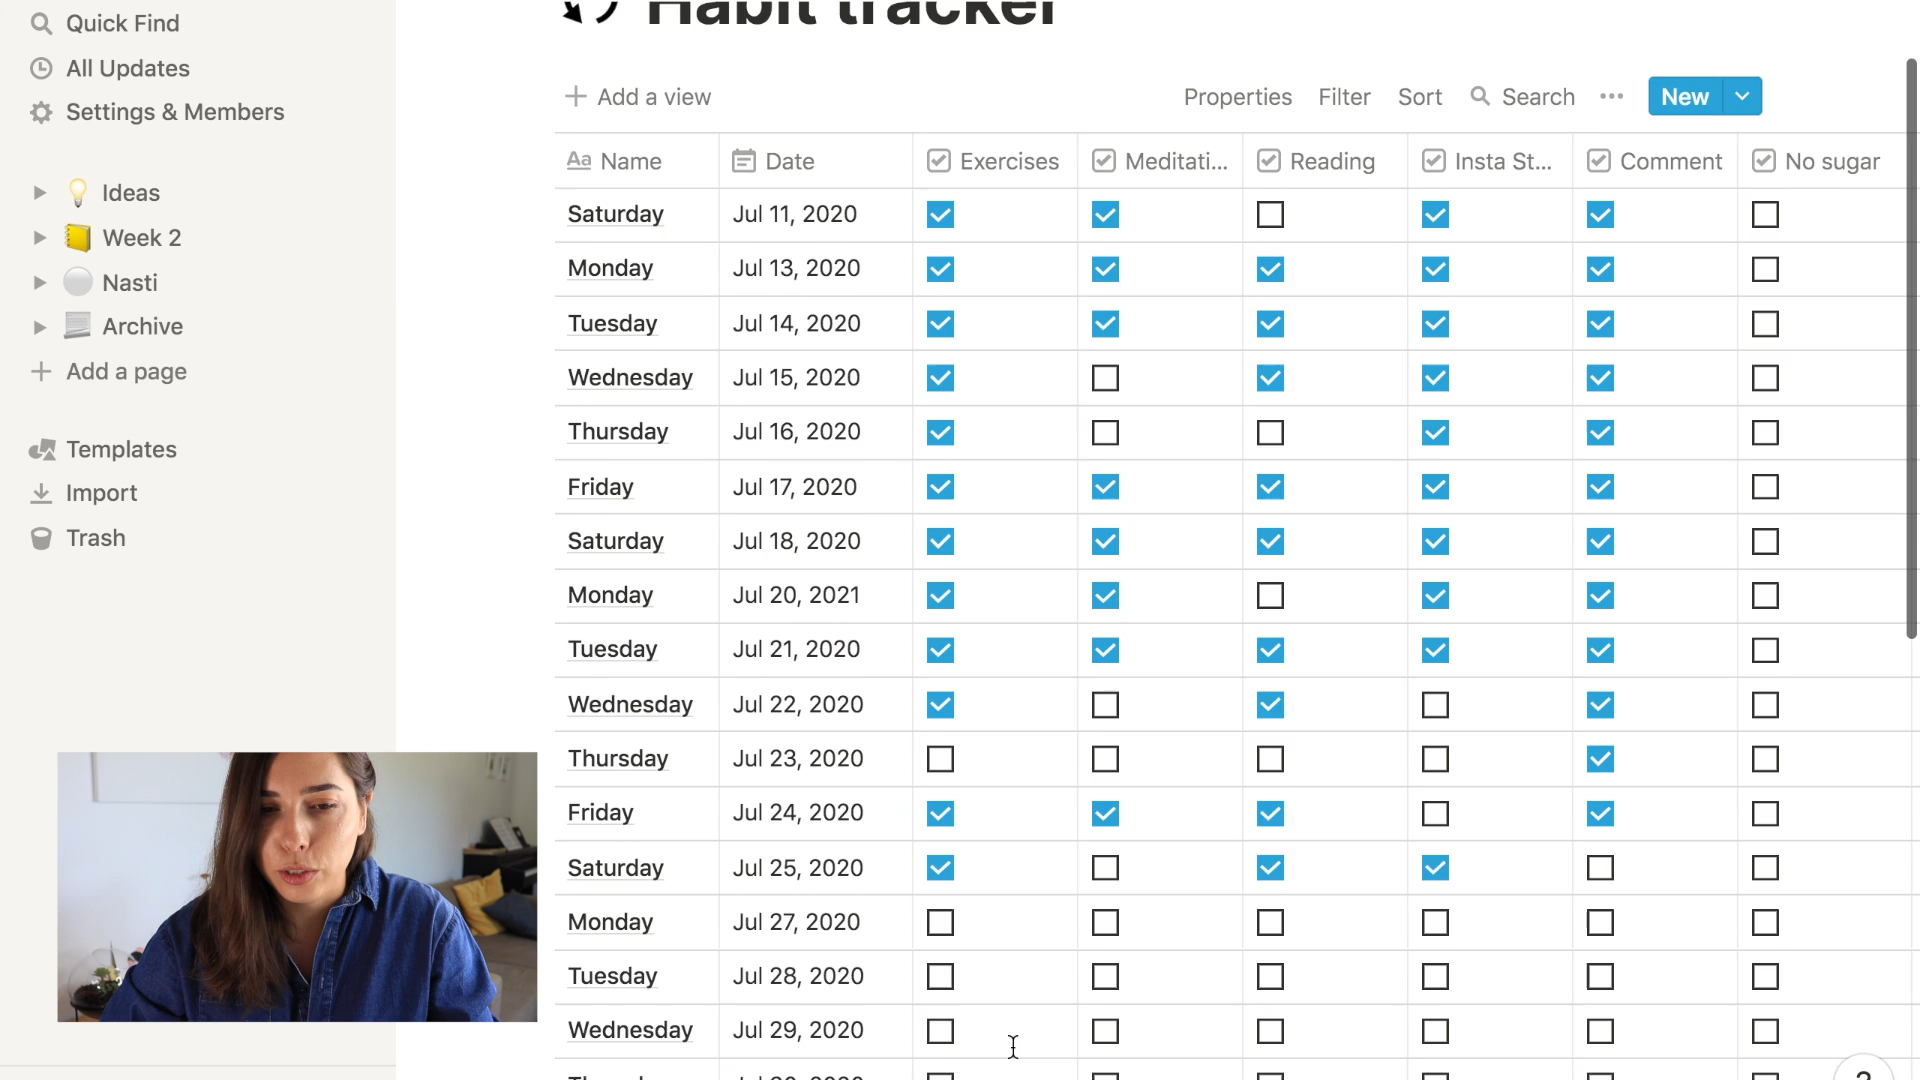 Quick Find
All Updates
Settings & Members
Ideas
Week 2
Nasti
Archive
Add a page
Templates
Import
Trash
Habit tracker
Add a view Properties Filter Sort Search New
Aa Name Date Exercises Meditati... Reading Insta St... Comment No sugar
Saturday Jul 11, 2020
Monday Jul 13, 2020
Tuesday Jul 14, 2020
Wednesday Jul 15, 2020
Thursday Jul 16, 2020
Friday Jul 17, 2020
Saturday Jul 18, 2020
Monday Jul 20, 2021
Tuesday Jul 21, 2020
Wednesday Jul 22, 2020
Thursday Jul 23, 2020
Friday Jul 24, 2020
Saturday Jul 25, 2020
Monday Jul 27, 2020
Tuesday Jul 28, 2020
Wednesday Jul 29, 2020